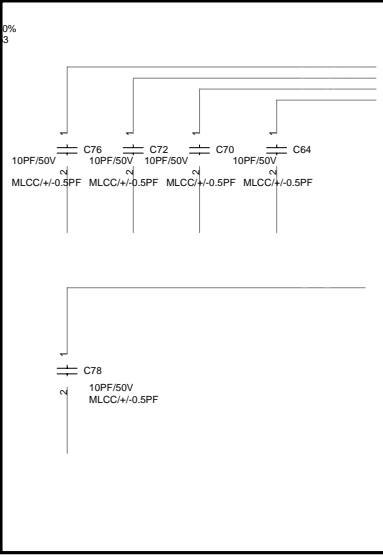 0%
3
1 1 1 1
C76 C72 C70 C64
10PF/50V 10PF/50V 10PF/50V 10PF/50V
2 2 2 2
MLCC/+/-0.5PF MLCC/+/-0.5PF MLCC/+/-0.5PF MLCC/+/-0.5PF
1
C78
2 10PF/50V
MLCC/+/-0.5PF